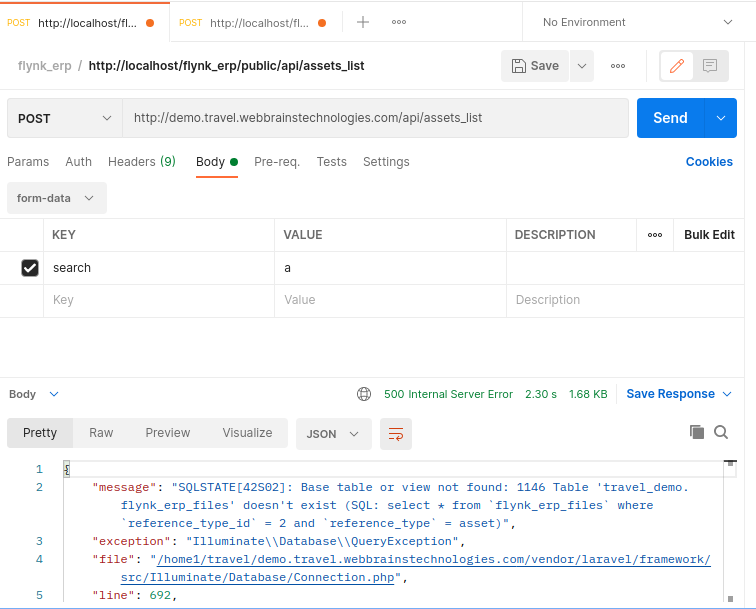 POST http://localhost/fl... POST http://localhost/fl... No Environment
flynk_erp / http://localhost/flynk_erp/public/api/assets_list Save
POST http://demo.travel.webbrainstechnologies.com/api/assets_list Send
Params Auth Headers (9) Body Pre-req. Tests Settings Cookies
form-data
KEY VALUE DESCRIPTION Bulk Edit
search a
Key Value Description
Body 500 Internal Server Error 2.30 s 1.68 KB Save Response
Pretty Raw Preview Visualize JSON
1 {
2 "message": "SQLSTATE[42S02]: Base table or view not found: 1146 Table 'travel_demo.
flynk_erp_files' doesn't exist (SQL: select * from `flynk_erp_files` where
`reference_type_id` = 2 and `reference_type` = asset)",
3 "exception": "Illuminate\\Database\\QueryException",
4 "file": "/home1/travel/demo.travel.webbrainstechnologies.com/vendor/laravel/framework/
src/Illuminate/Database/Connection.php",
5 "line": 692,